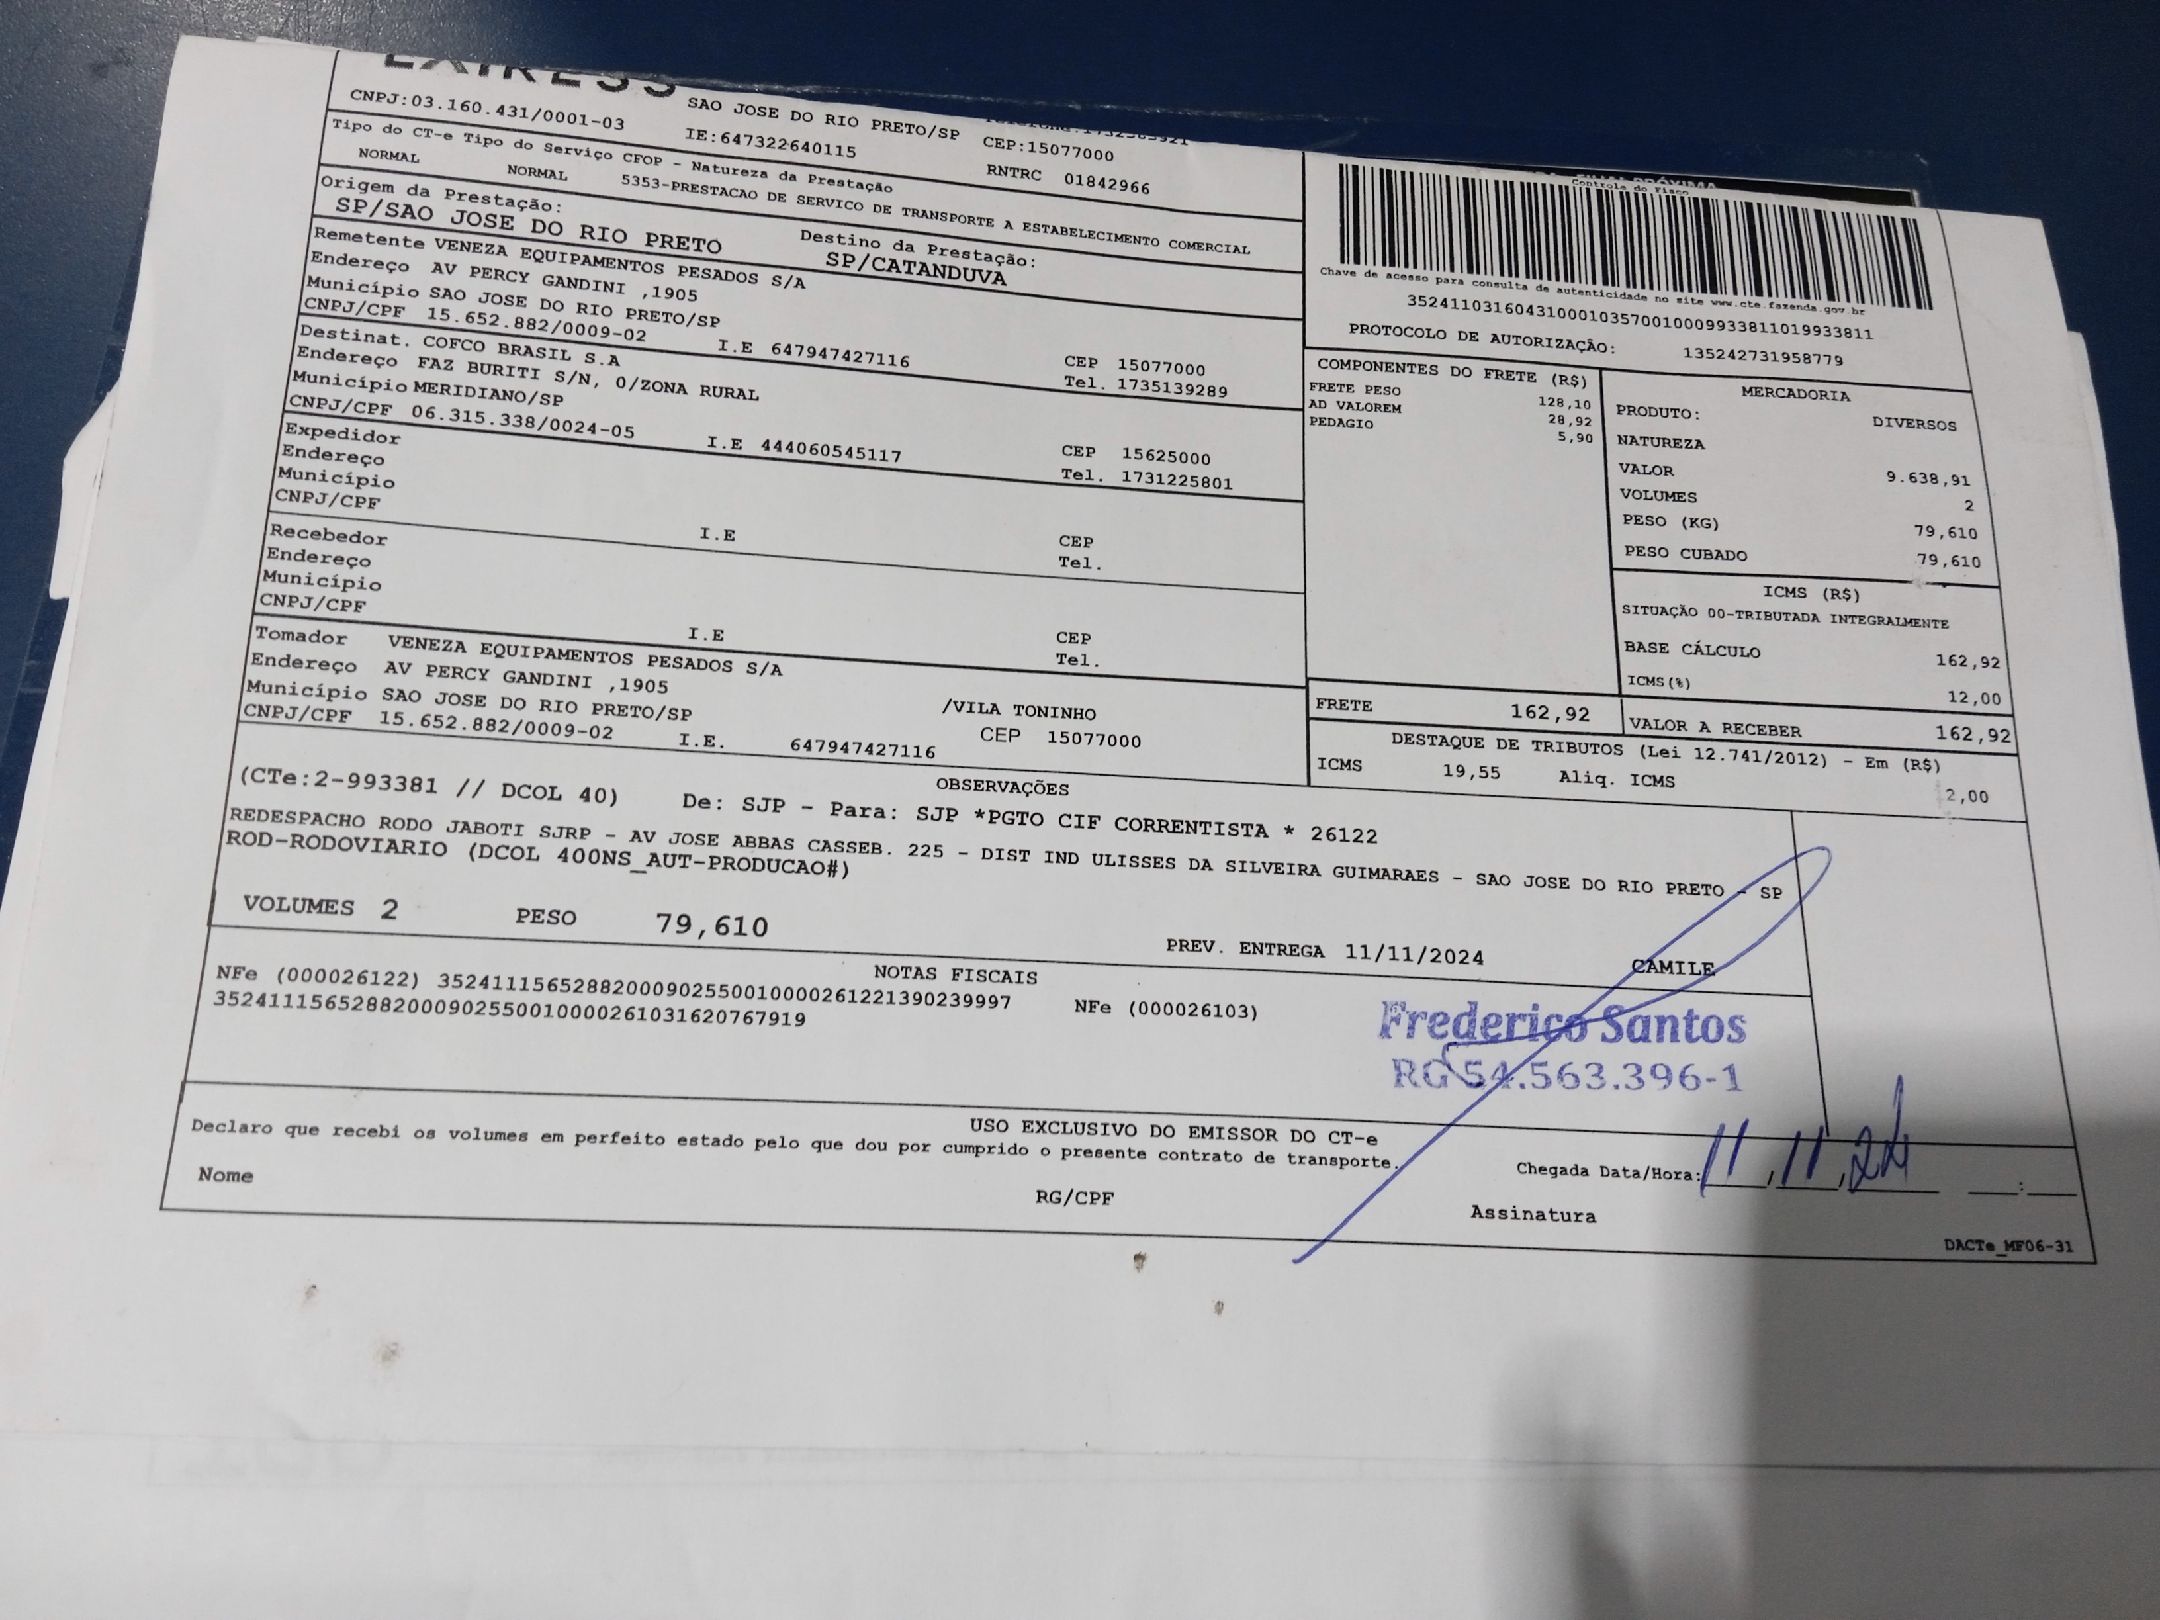 SAO JOSE DO RIO PRETO/SP
CNPJ:03.160.431/0001-03 IE:647322640115 CEP:15077000 RNTRC 01842966
Tipo do CT-e Tipo do Serviço CFOP - Natureza da Prestação
NORMAL NORMAL 5353-PRESTACAO DE SERVICO DE TRANSPORTE A ESTABELECIMENTO COMERCIAL
Origem da Prestação: Destino da Prestação:
SP/SAO JOSE DO RIO PRETO SP/CATANDUVA
Remetente VENEZA EQUIPAMENTOS PESADOS S/A
Endereço AV PERCY GANDINI ,1905
Município SAO JOSE DO RIO PRETO/SP CEP 15077000
CNPJ/CPF 15.652.882/0009-02 I.E 647947427116 Tel. 1735139289
Destinat. COFCO BRASIL S.A
Endereço FAZ BURITI S/N, 0/ZONA RURAL
Município MERIDIANO/SP CEP 15625000
CNPJ/CPF 06.315.338/0024-05 I.E 444060545117 Tel. 1731225801
Expedidor
Endereço
Município CEP
CNPJ/CPF I.E Tel.
Recebedor
Endereço
Município CEP
CNPJ/CPF I.E Tel.
Tomador VENEZA EQUIPAMENTOS PESADOS S/A
Endereço AV PERCY GANDINI ,1905 /VILA TONINHO
Município SAO JOSE DO RIO PRETO/SP CEP 15077000
CNPJ/CPF 15.652.882/0009-02 I.E. 647947427116
Controle do Fisco
Chave de acesso para consulta de autenticidade no site www.cte.fazenda.gov.br
35241103160431000103570010009933811019933811
PROTOCOLO DE AUTORIZAÇÃO: 135242731958779
COMPONENTES DO FRETE (R$)
FRETE PESO 128,10
AD VALOREM 28,92
PEDAGIO 5,90
MERCADORIA
PRODUTO: DIVERSOS
NATUREZA
VALOR 9.638,91
VOLUMES 2
PESO (KG) 79,610
PESO CUBADO 79,610
ICMS (R$)
SITUAÇÃO 00-TRIBUTADA INTEGRALMENTE
BASE CÁLCULO 162,92
ICMS(%) 12,00
FRETE 162,92 VALOR A RECEBER 162,92
DESTAQUE DE TRIBUTOS (Lei 12.741/2012) - Em (R$)
ICMS 19,55 Aliq. ICMS 2,00
OBSERVAÇÕES
(CTe:2-993381 // DCOL 40) De: SJP - Para: SJP *PGTO CIF CORRENTISTA * 26122
REDESPACHO RODO JABOTI SJRP - AV JOSE ABBAS CASSEB. 225 - DIST IND ULISSES DA SILVEIRA GUIMARAES - SAO JOSE DO RIO PRETO - SP
ROD-RODOVIARIO (DCOL 400NS_AUT-PRODUCAO#)
VOLUMES 2 PESO 79,610 PREV. ENTREGA 11/11/2024 CAMILE
NOTAS FISCAIS
NFe (000026122) 35241115652882000902550010000261221390239997 NFe (000026103)
35241115652882000902550010000261031620767919
Frederico Santos
RG 54.563.396-1
USO EXCLUSIVO DO EMISSOR DO CT-e
Declaro que recebi os volumes em perfeito estado pelo que dou por cumprido o presente contrato de transporte.
Chegada Data/Hora: 11,11,24 :
Nome RG/CPF Assinatura
DACTe_MF06-31